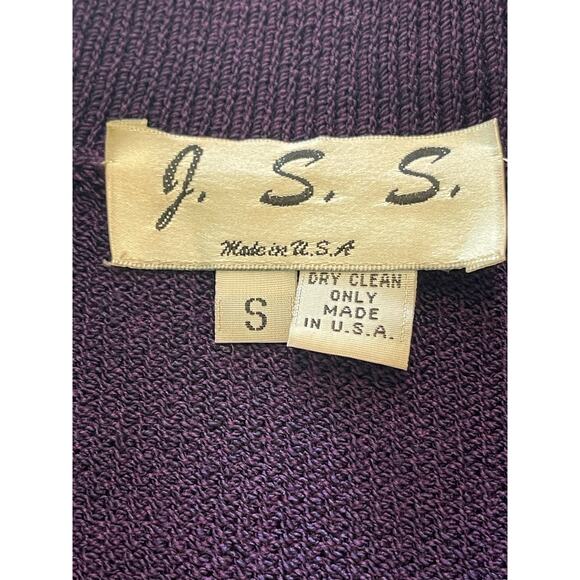 J. S. S.
Made in U.S.A
S
DRY CLEAN
ONLY
MADE
IN U.S.A.